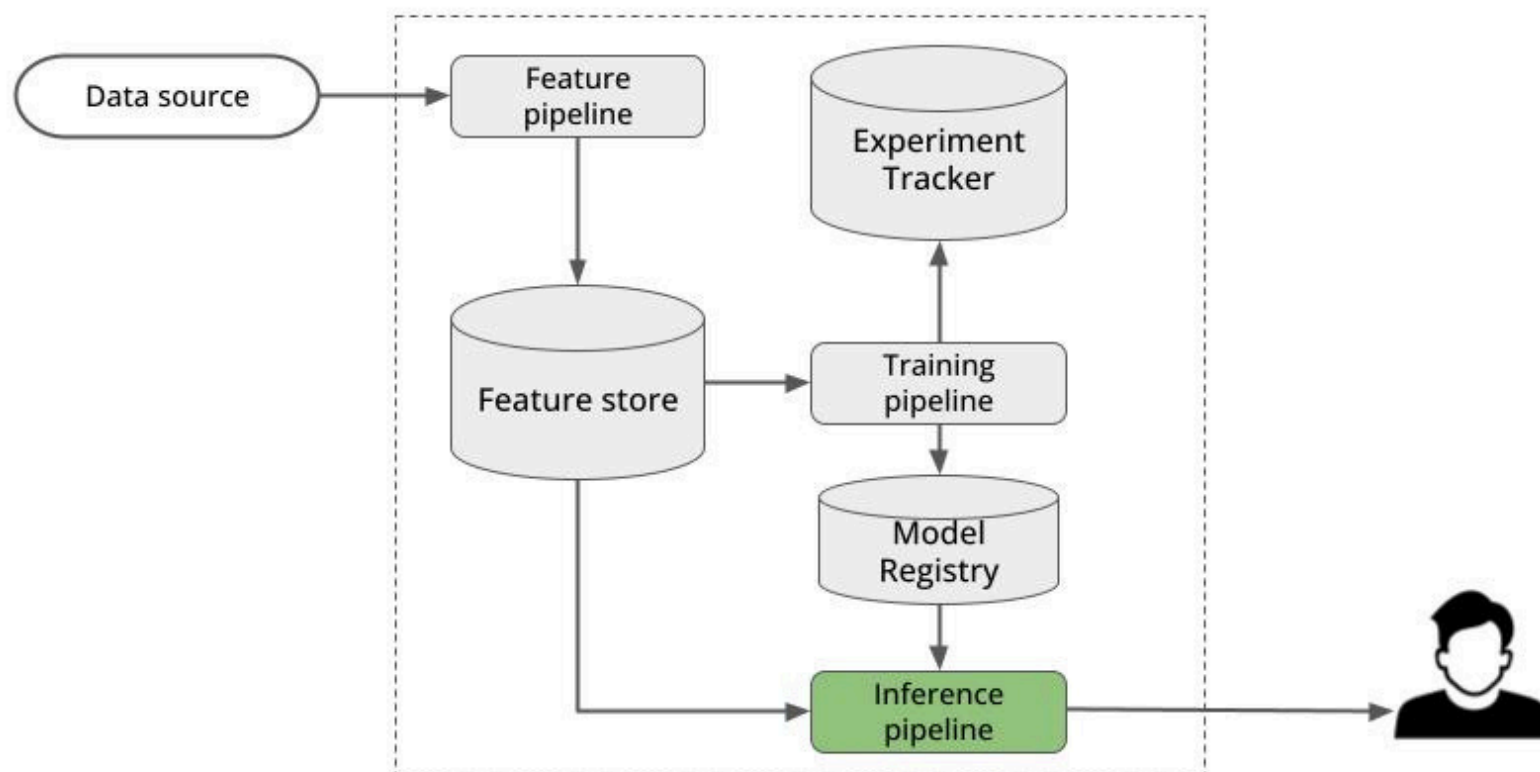 Data source
Feature
pipeline
Experiment
Tracker
Feature store
Training
pipeline
Model
Registry
Inference
pipeline